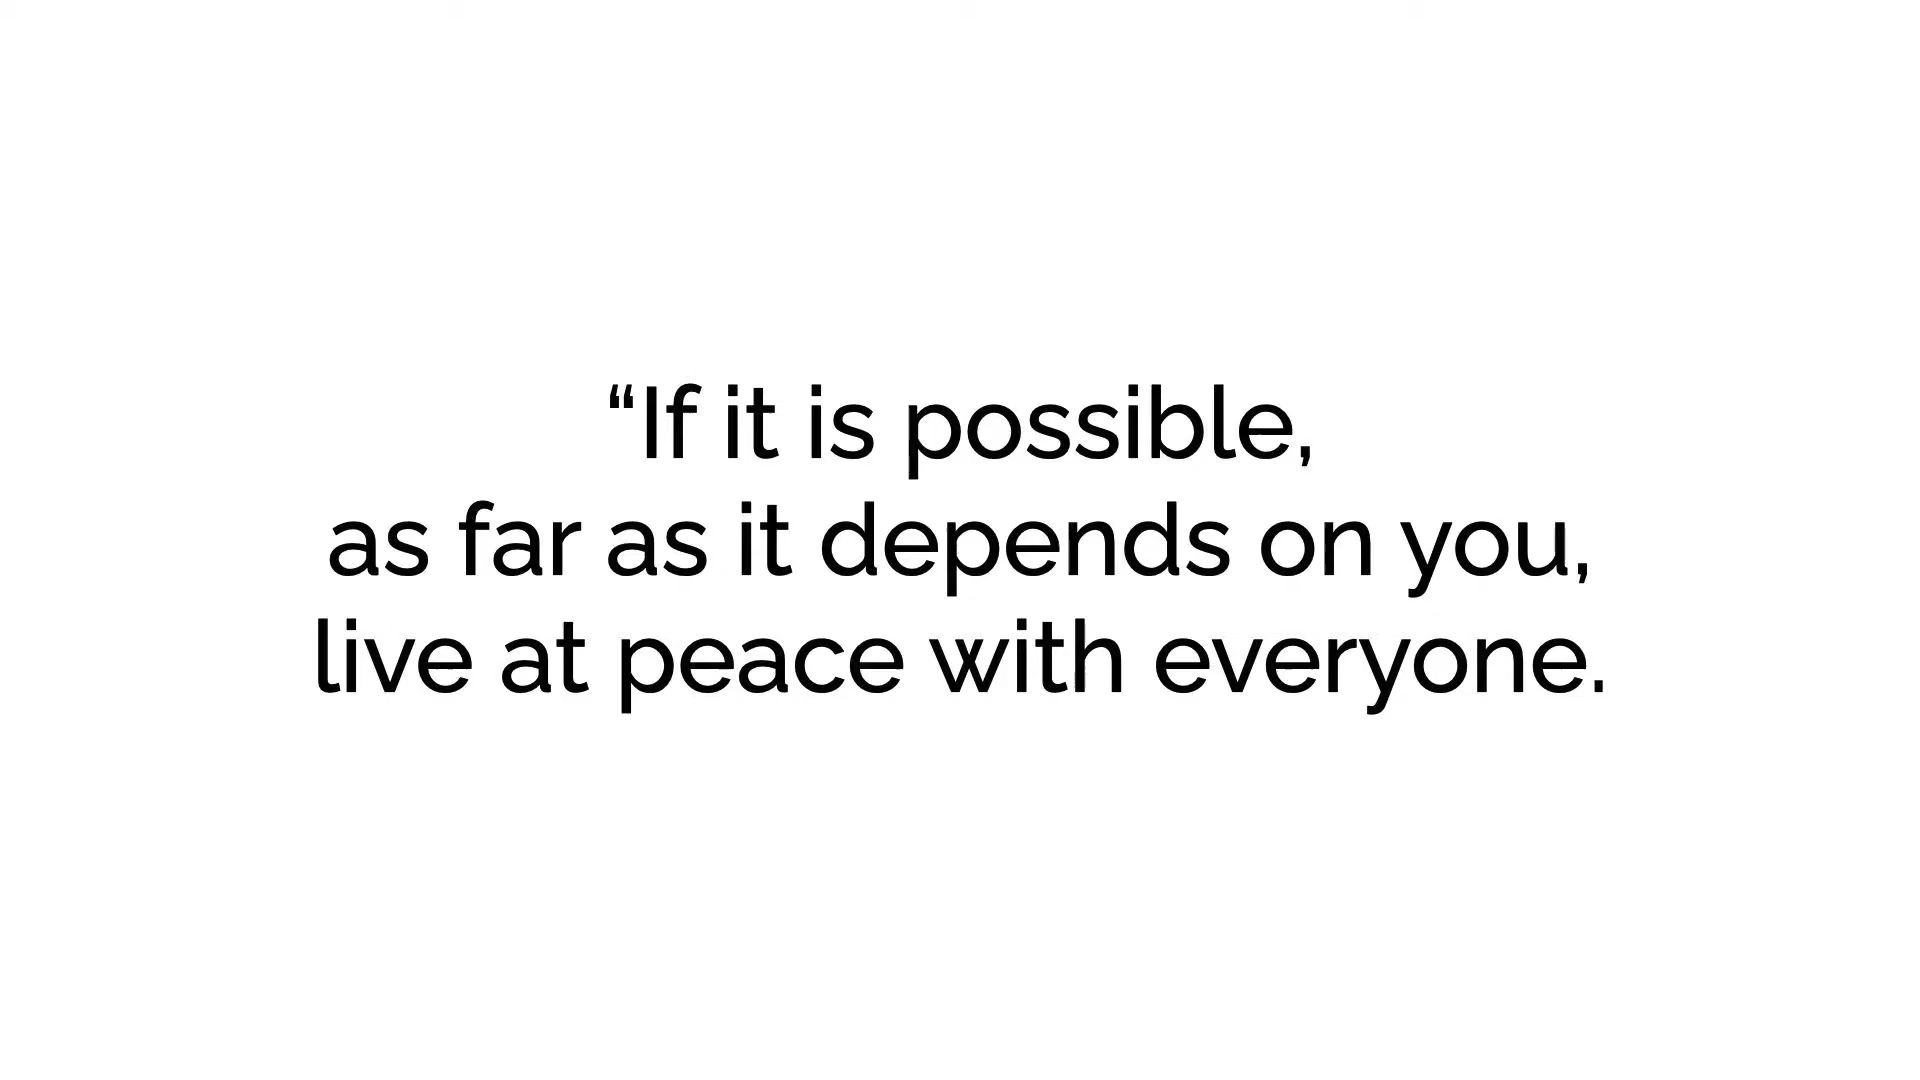 “If it is possible,
as far as it depends on you,
live at peace with everyone.